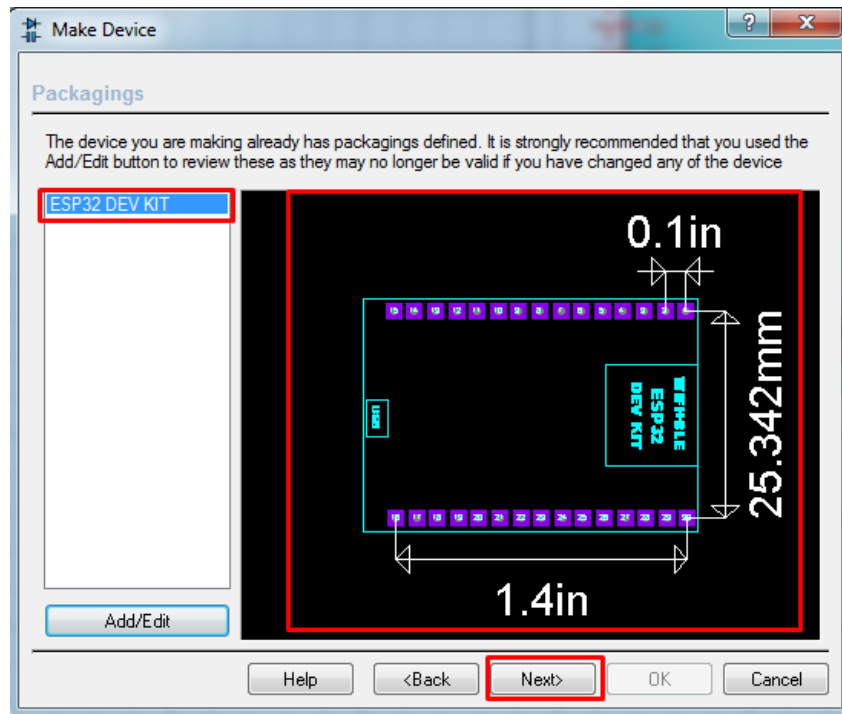 Make Device
?
X
Packagings
The device you are making already has packagings defined. It is strongly recommended that you used the
Add/Edit button to review these as they may no longer be valid if you have changed any of the device
ESP32 DEV KIT
0.1in
25.342mm
USB
ESP32
DEV KIT
1.4in
Add/Edit
Help
<Back
Next>
OK
Cancel